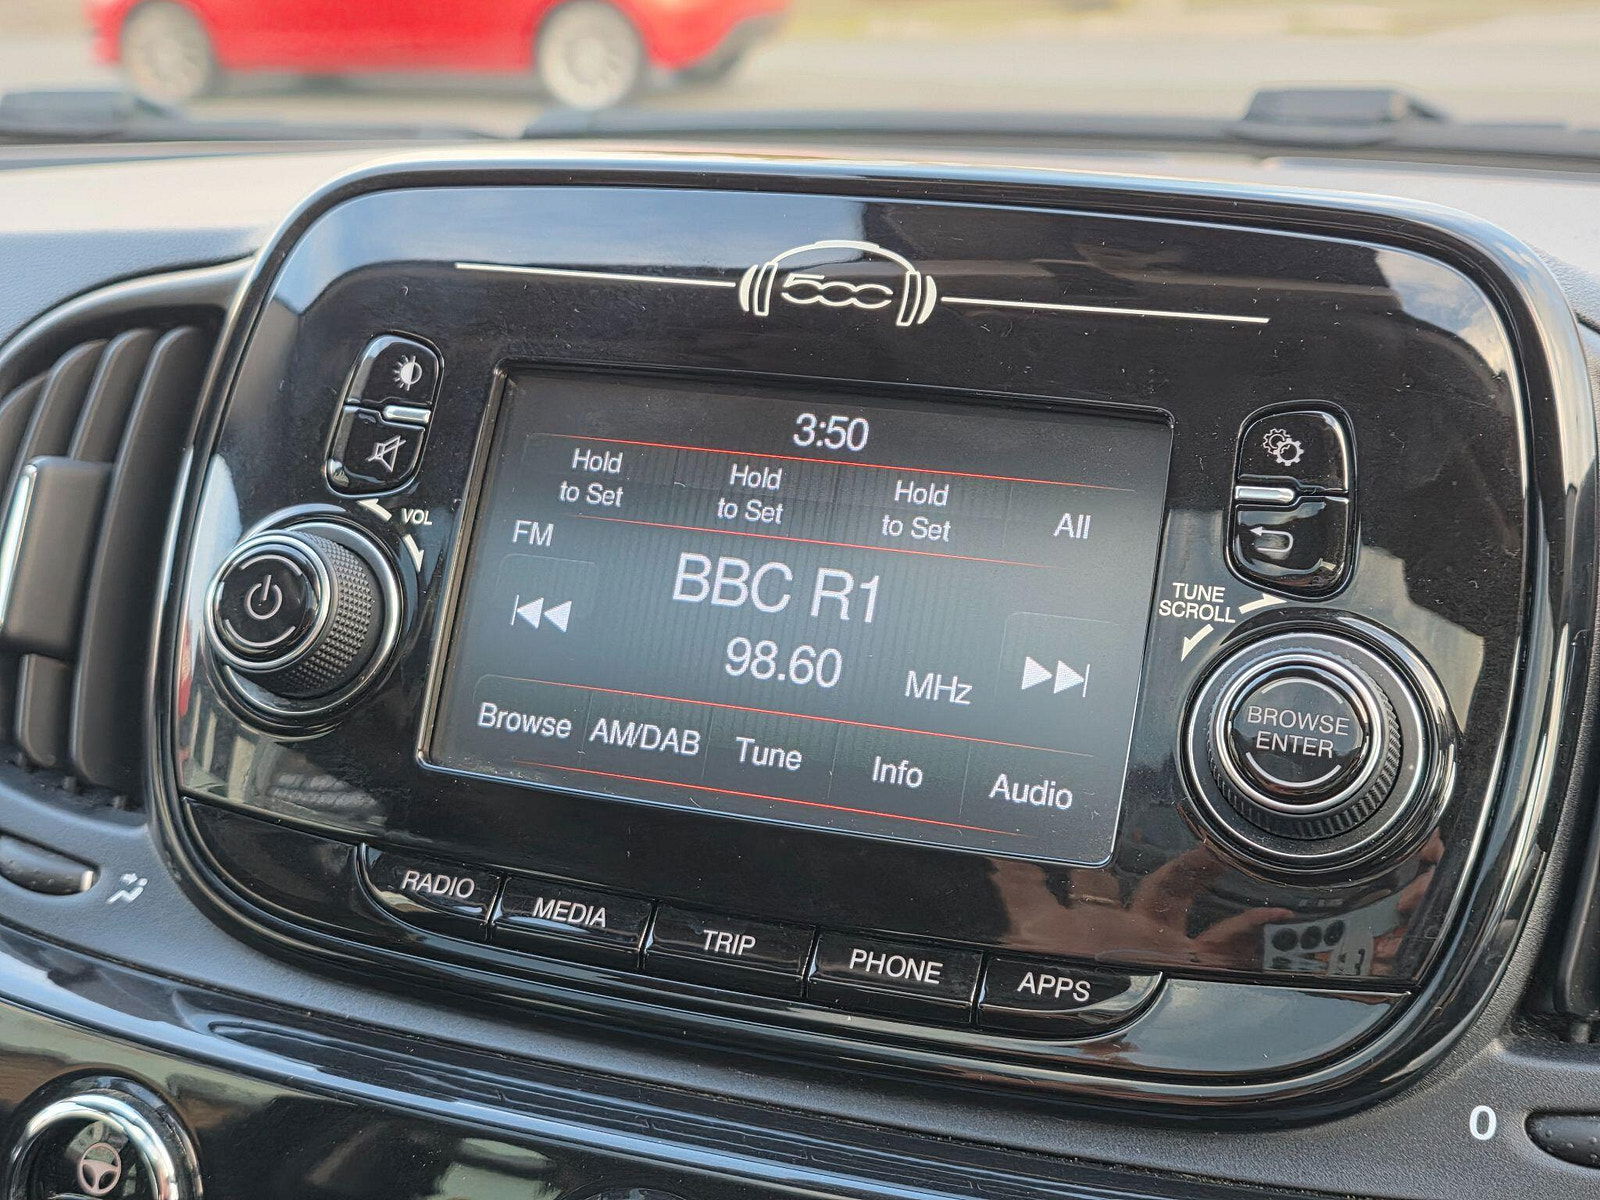 500
3:50
Hold
to Set
Hold
to Set
Hold
to Set
All
VOL
FM
BBC R1
98.60 MHz
TUNE
SCROLL
BROWSE
ENTER
Browse AM/DAB Tune Info Audio
RADIO MEDIA TRIP PHONE APPS
0